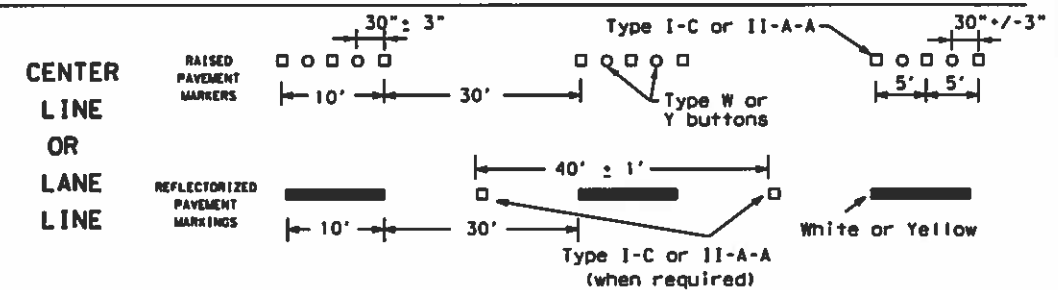 CENTER
LINE
OR
LANE
LINE
RAISED
PAVEMENT
MARKERS
30"± 3"
10'
30'
Type I-C or II-A-A
Type W or
Y buttons
30"+/-3"
5'
5'
REFLECTORIZED
PAVEMENT
MARKINGS
40' ± 1'
10'
30'
Type I-C or II-A-A
(when required)
White or Yellow